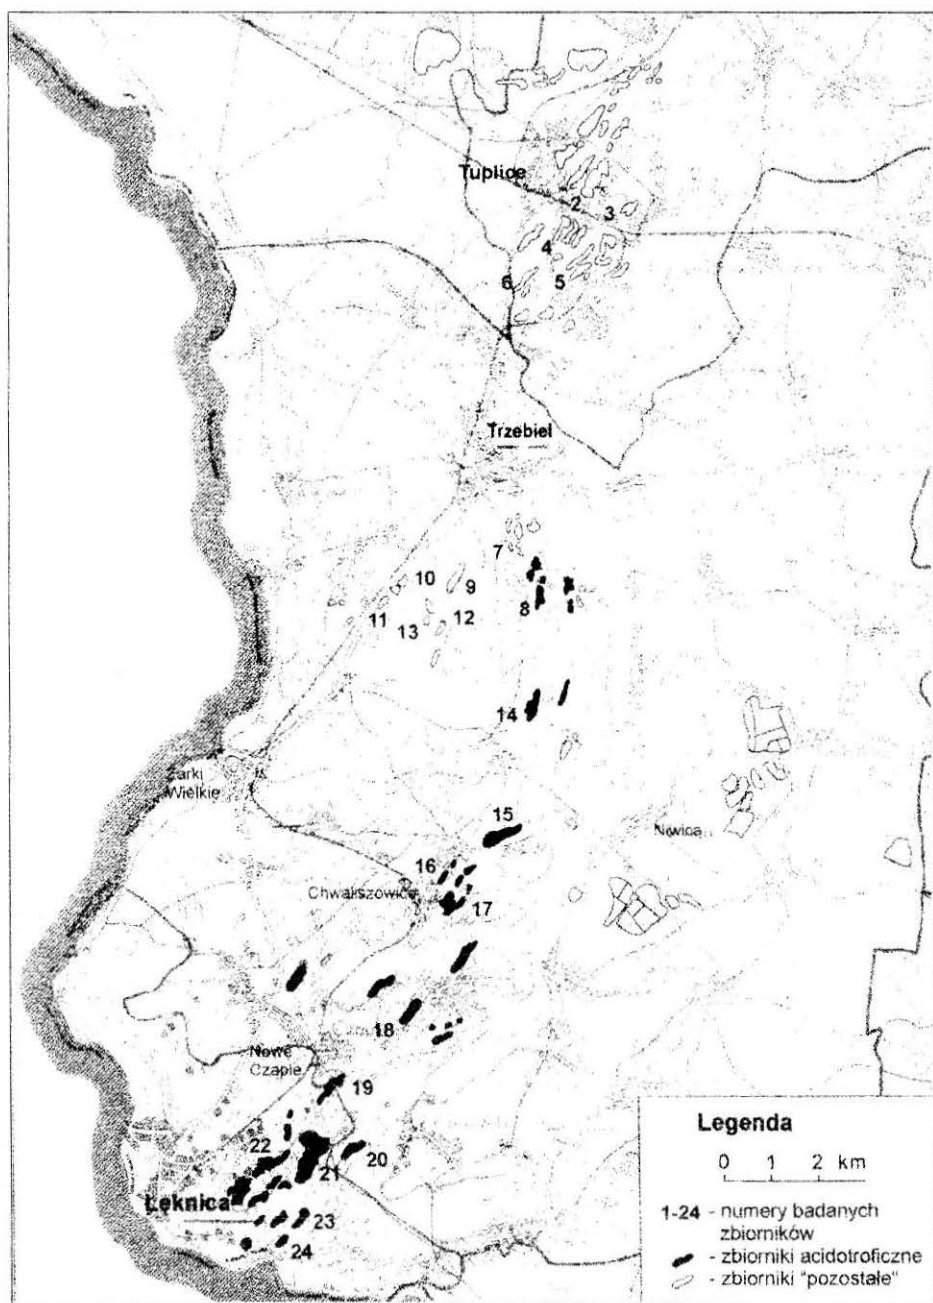 Tuplice
2
3
4
6
5
Trzebiel
7
10
9
8
11
12
13
14
Żarki
Wielkie
15
Niwica
16
Chwaliszowice
17
18
Nowe
Czaple
19
22
20
21
Łęknica
23
24
Legenda
0 1 2 km
1-24 - numery badanych
zbiorników
- zbiorniki acidotroficzne
- zbiorniki "pozostałe"